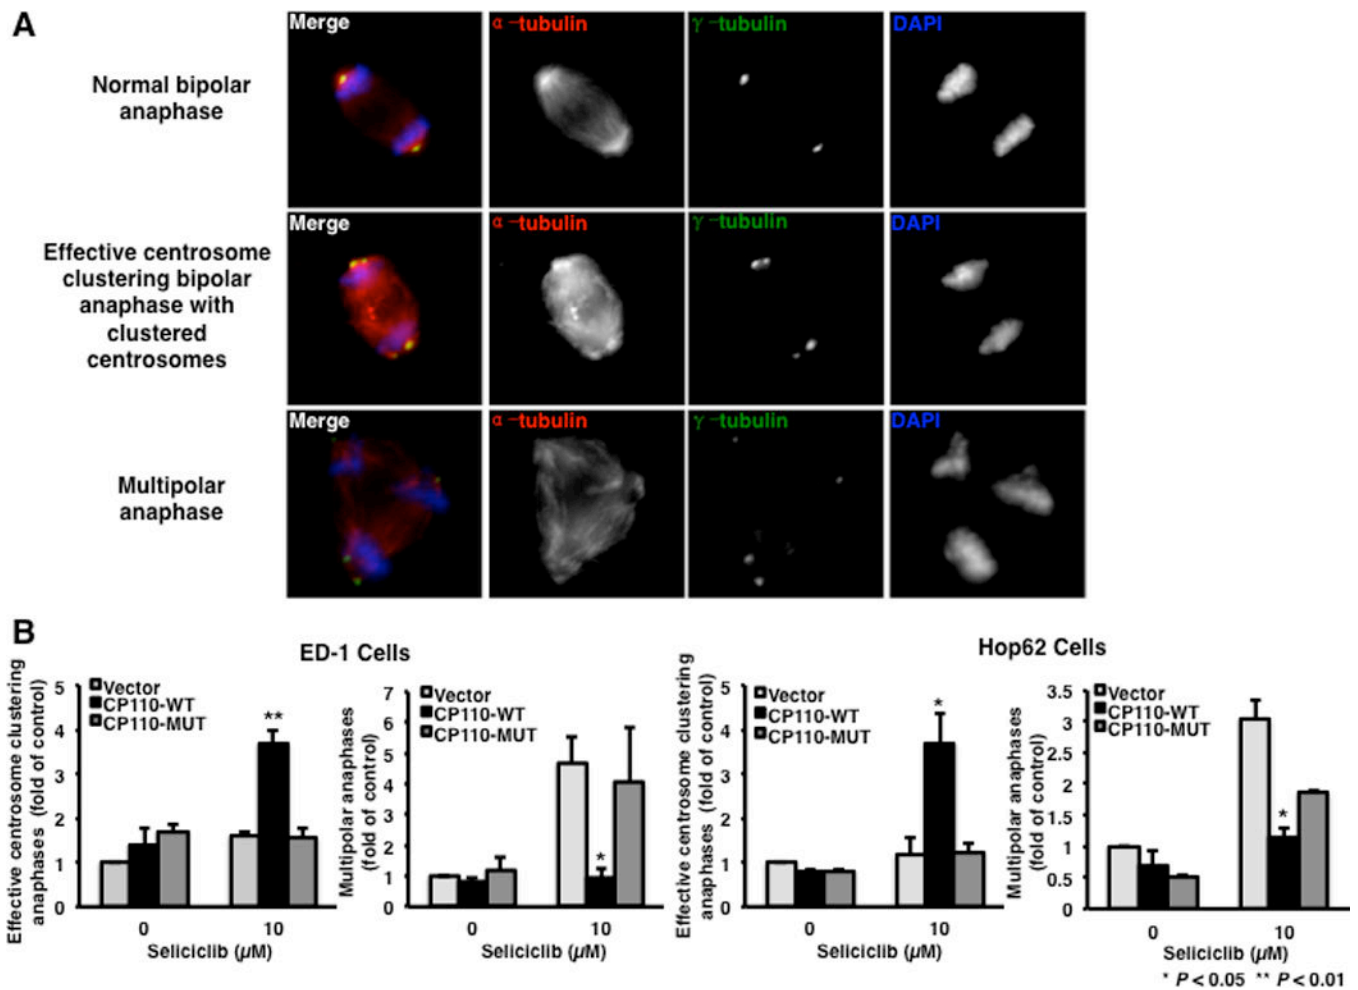 A
Merge
α-tubulin
γ-tubulin
DAPI
Normal bipolar
anaphase
Merge
α-tubulin
γ-tubulin
DAPI
Effective centrosome
clustering bipolar
anaphase with
clustered
centrosomes
Merge
α-tubulin
γ-tubulin
DAPI
Multipolar
anaphase
B
ED-1 Cells
Effective centrosome clustering
anaphases (fold of control)
5
4
3
2
1
0
Vector
CP110-WT
CP110-MUT
**
0
10
Seliciclib (µM)
Multipolar anaphases
(fold of control)
7
6
5
4
3
2
1
0
Vector
CP110-WT
CP110-MUT
*
0
10
Seliciclib (µM)
Hop62 Cells
Effective centrosome clustering
anaphases (fold of control)
5
4
3
2
1
0
Vector
CP110-WT
CP110-MUT
*
0
10
Seliciclib (µM)
Multipolar anaphases
(fold of control)
3.5
3
2.5
2
1.5
1
0.5
0
Vector
CP110-WT
CP110-MUT
*
0
10
Seliciclib (µM)
* P < 0.05 ** P < 0.01